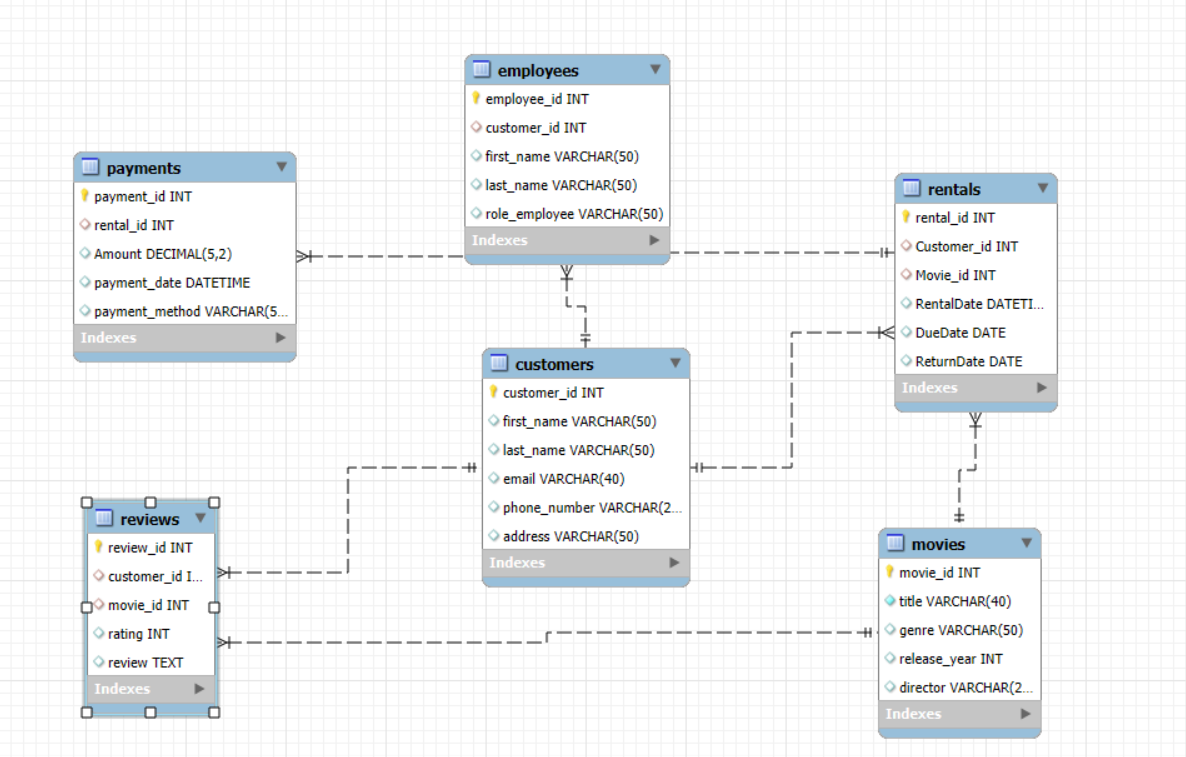 employees
employee_id INT
customer_id INT
first_name VARCHAR(50)
last_name VARCHAR(50)
role_employee VARCHAR(50)
Indexes
payments
payment_id INT
rental_id INT
Amount DECIMAL(5,2)
payment_date DATETIME
payment_method VARCHAR(5...
Indexes
rentals
rental_id INT
Customer_id INT
Movie_id INT
RentalDate DATETI...
DueDate DATE
ReturnDate DATE
Indexes
customers
customer_id INT
first_name VARCHAR(50)
last_name VARCHAR(50)
email VARCHAR(40)
phone_number VARCHAR(2...
address VARCHAR(50)
Indexes
reviews
review_id INT
customer_id I...
movie_id INT
rating INT
review TEXT
Indexes
movies
movie_id INT
title VARCHAR(40)
genre VARCHAR(50)
release_year INT
director VARCHAR(2...
Indexes